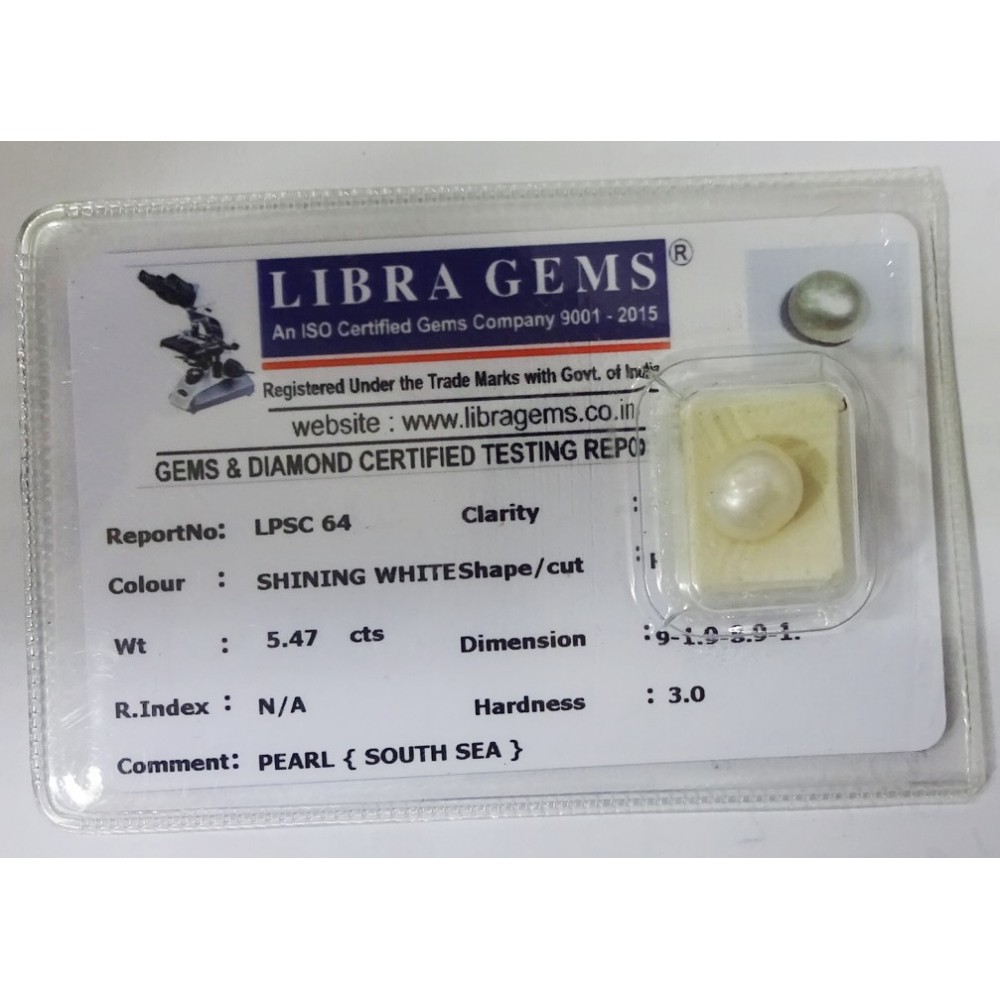 LIBRA GEMS ®
An ISO Certified Gems Company 9001 - 2015
Registered Under the Trade Marks with Govt. of
website : www.libragems.co.in
GEMS & DIAMOND CERTIFIED TESTING
ReportNo: LPSC 64 Clarity :
Colour : SHINING WHITE Shape/cut :
Wt : 5.47 cts Dimension :
R.Index : N/A Hardness : 3.0
Comment: PEARL { SOUTH SEA }